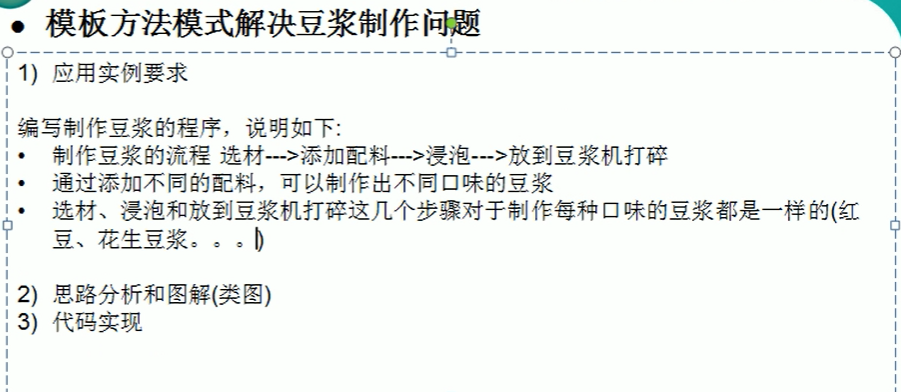 ● 模板方法模式解决豆浆制作问题
1) 应用实例要求
编写制作豆浆的程序，说明如下:
• 制作豆浆的流程 选材--->添加配料--->浸泡--->放到豆浆机打碎
• 通过添加不同的配料，可以制作出不同口味的豆浆
• 选材、浸泡和放到豆浆机打碎这几个步骤对于制作每种口味的豆浆都是一样的(红
豆、花生豆浆。。。)
2) 思路分析和图解(类图)
3) 代码实现